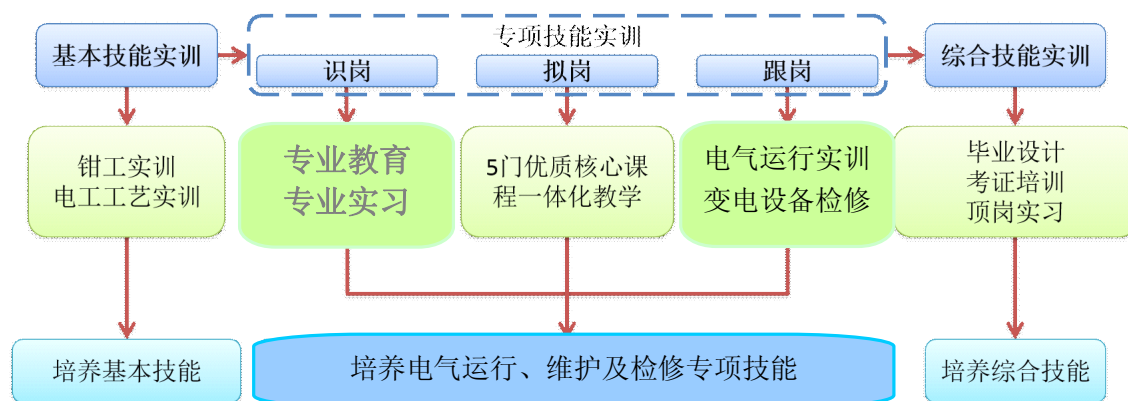 专项技能实训
基本技能实训
识岗
拟岗
跟岗
综合技能实训
钳工实训
电工工艺实训
专业教育
专业实习
5门优质核心课
程一体化教学
电气运行实训
变电设备检修
毕业设计
考证培训
顶岗实习
培养基本技能
培养电气运行、维护及检修专项技能
培养综合技能